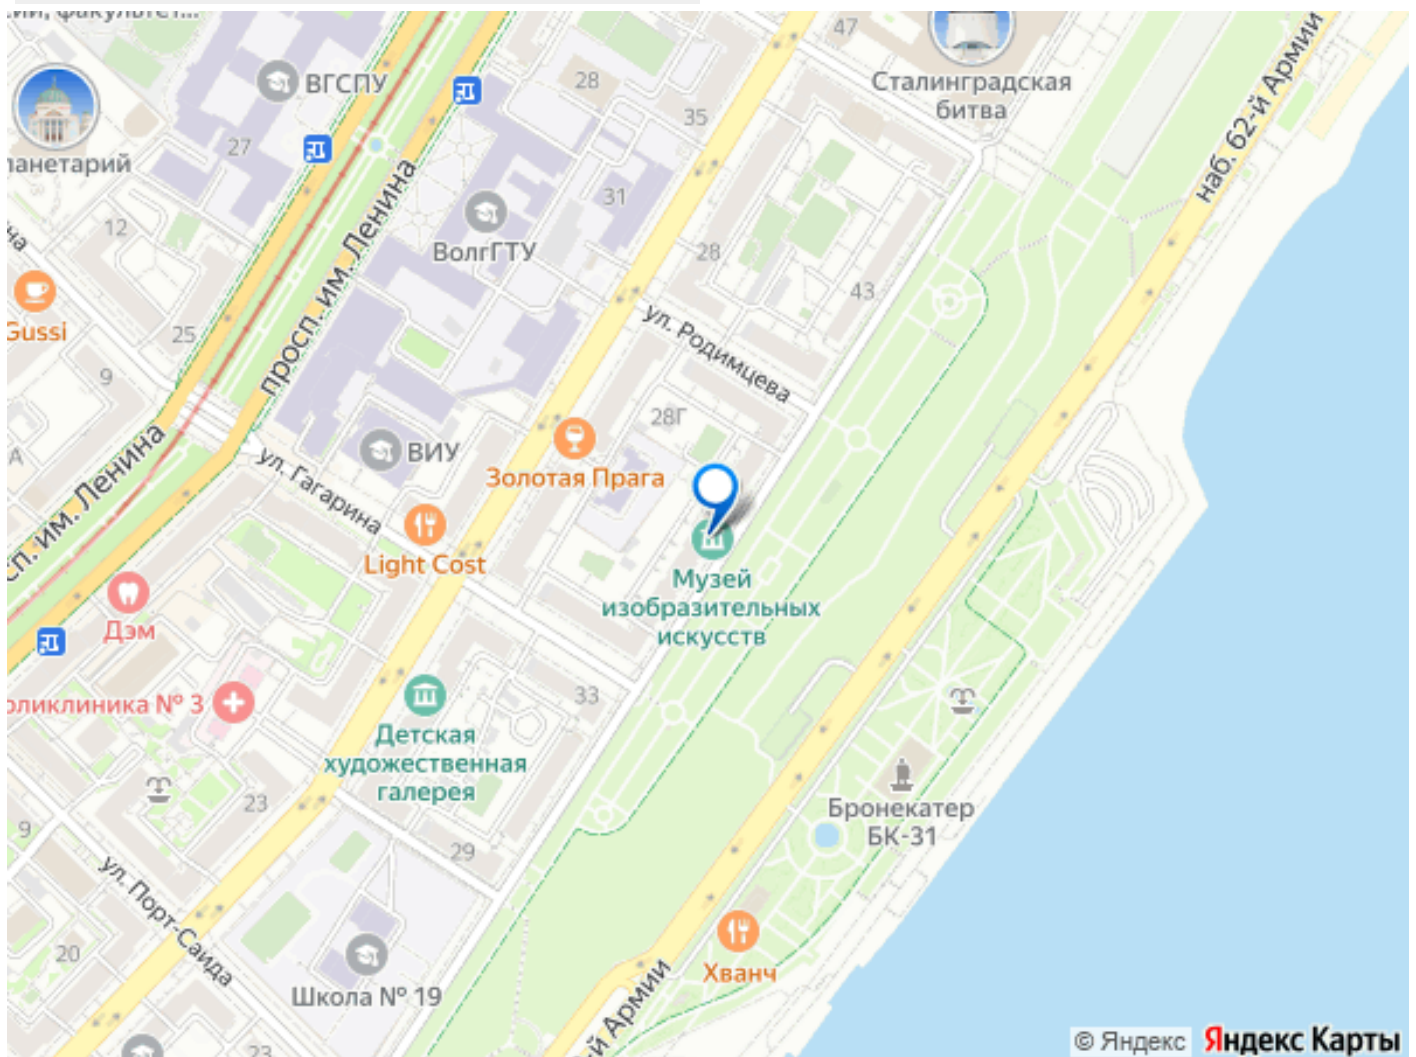 47
Сталинградская
битва
наб. 62-й Армии
ВГСПУ
28
35
27
ланетарий
просп. им. Ленина
31
12
ВолгГТУ
28
43
Gussi
25
ул. Родимцева
9
28Г
ВИУ
Золотая Прага
ул. Гагарина
Light Cost
Музей
изобразительных
искусств
сп. им. Ленина
Дэм
оликлиника № 3
33
Детская
художественная
галерея
23
Бронекатер
БК-31
9
29
ул. Порт-Саида
20
Хванч
Школа № 19
й Армии
23
© Яндекс Яндекс Карты